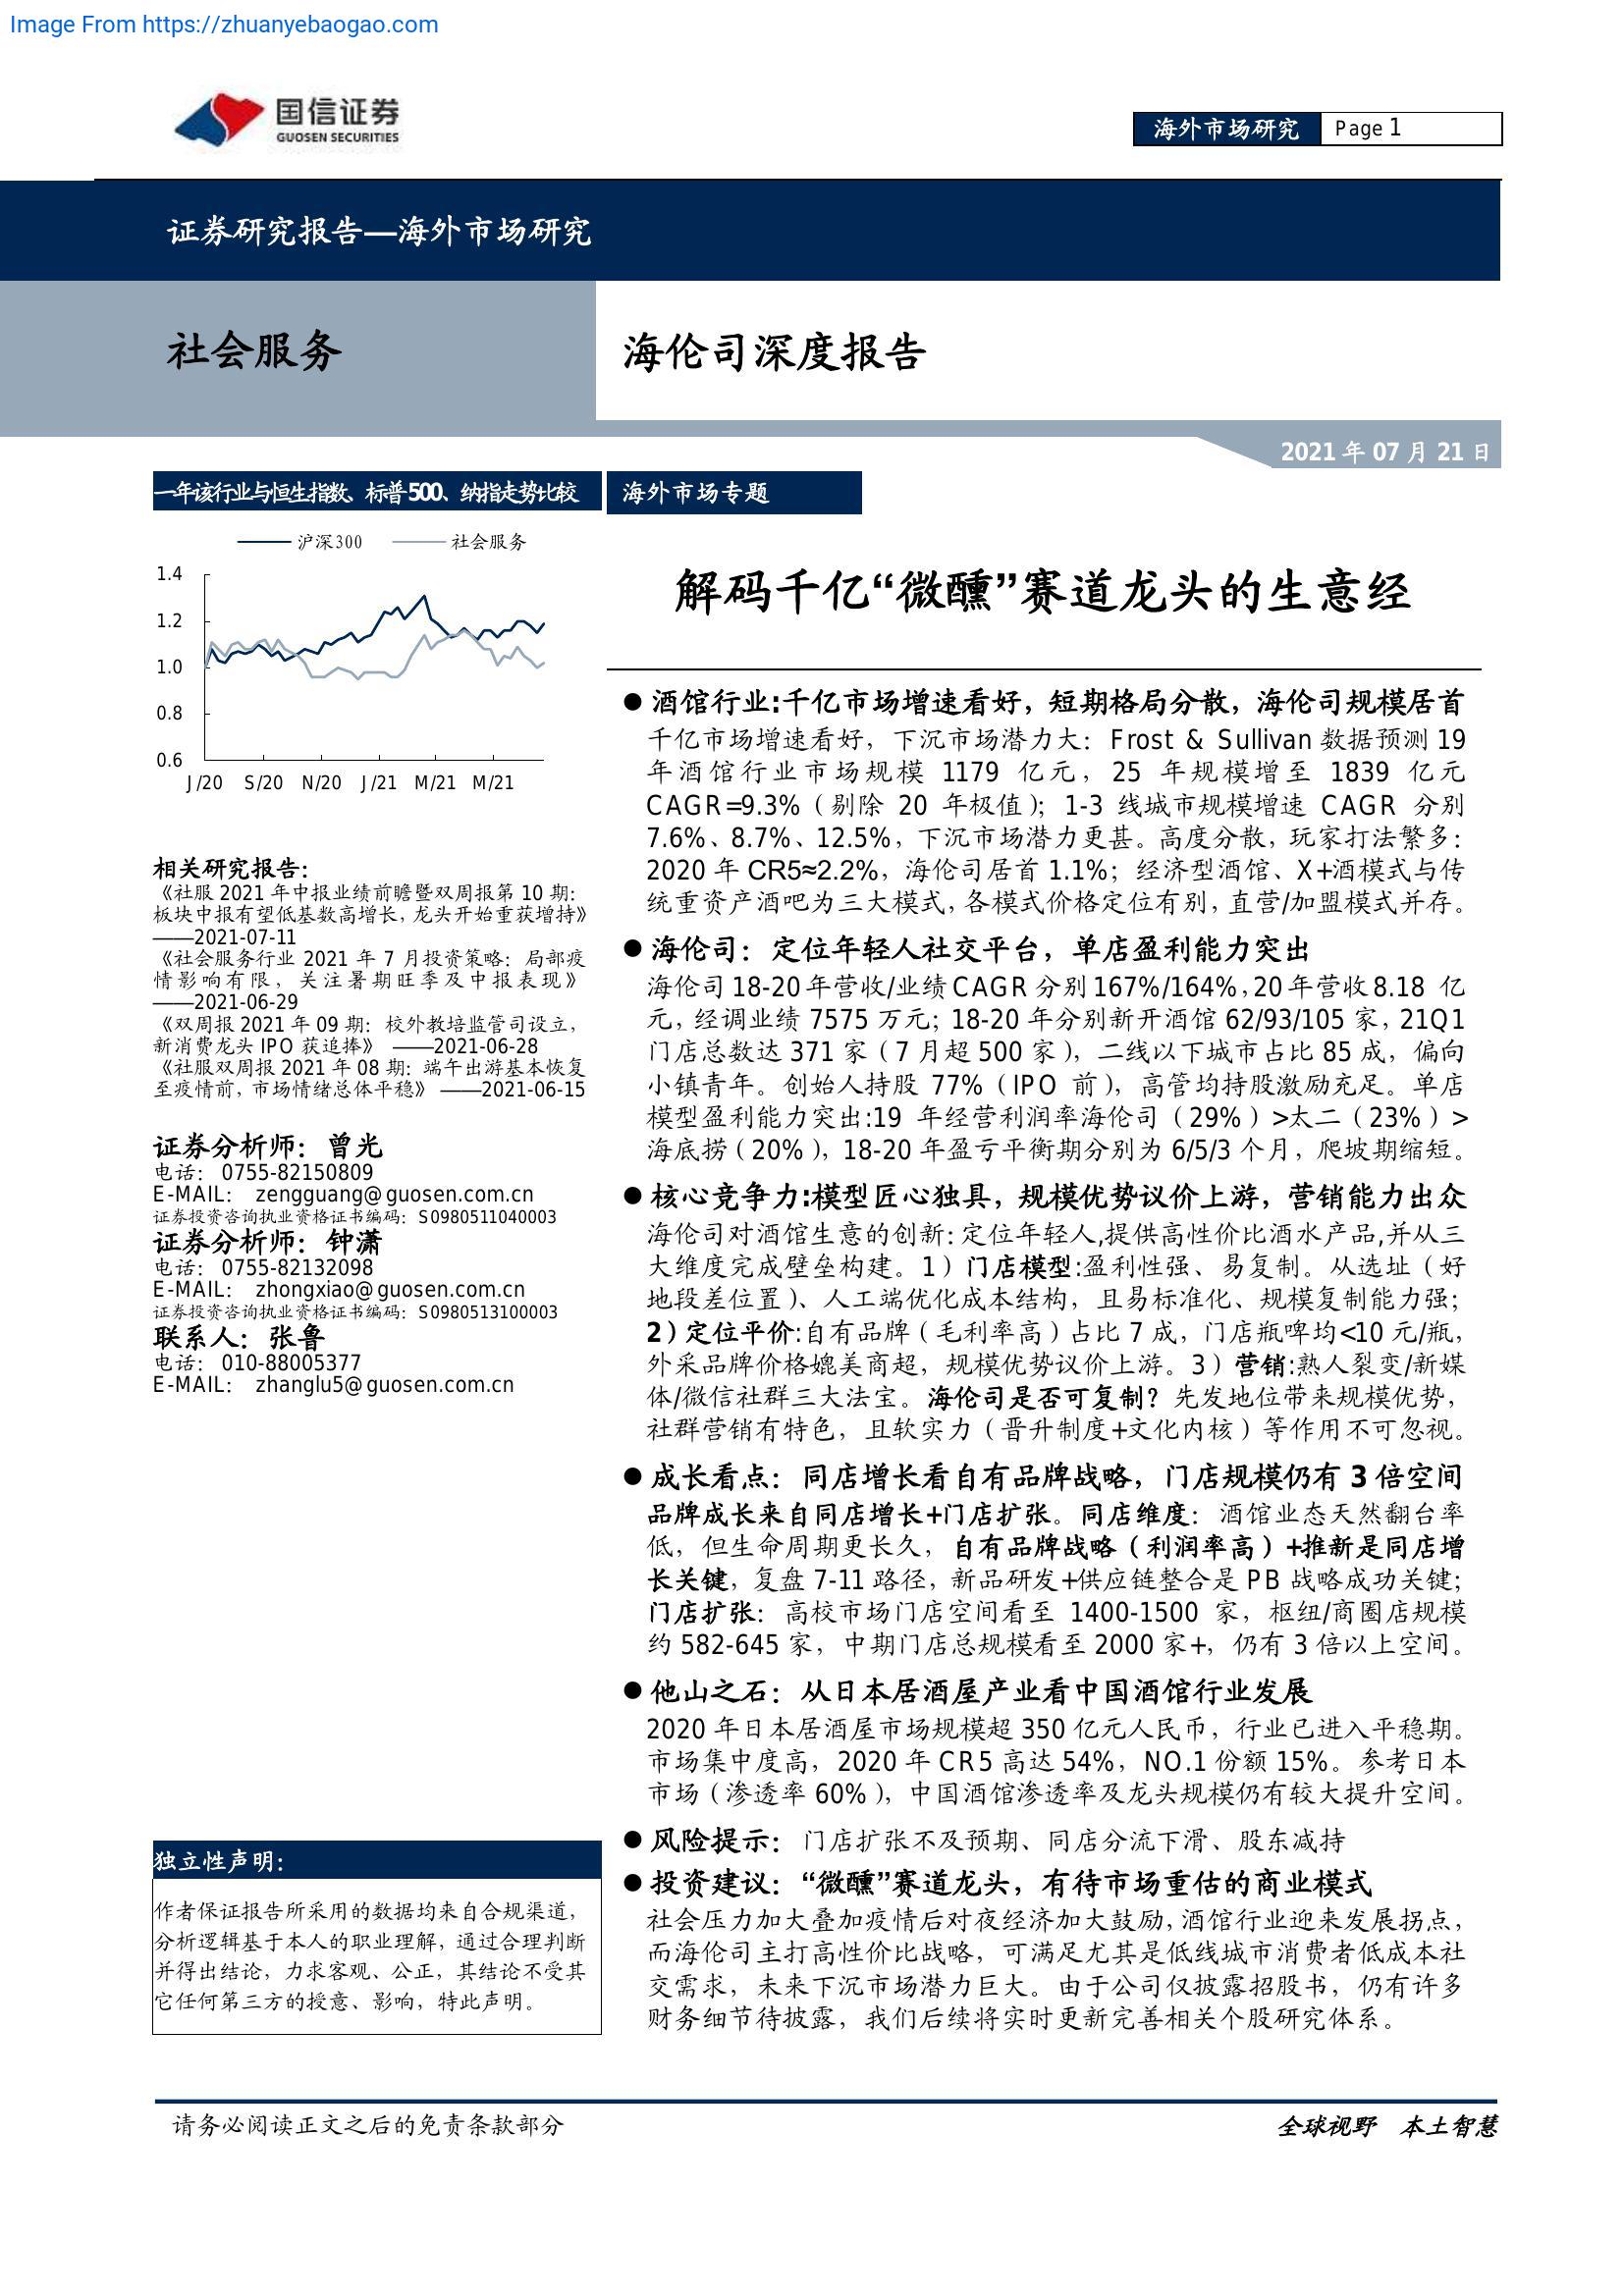 Image From https://zhuanyebaogao.com
国信证券
GUOSEN SECURITIES
海外市场研究
Page 1
证券研究报告—海外市场研究
社会服务
海伦司深度报告
2021 年 07 月 21 日
一年该行业与恒生指数、标普500、纳指走势比较
沪深300
社会服务
1.4
1.2
1.0
0.8
0.6
J/20 S/20 N/20 J/21 M/21 M/21
相关研究报告：
《社服 2021 年中报业绩前瞻暨双周报第 10 期：
板块中报有望低基数高增长，龙头开始重获增持》
——2021-07-11
《社会服务行业 2021 年 7 月投资策略：局部疫
情影响有限，关注暑期旺季及中报表现》
——2021-06-29
《双周报 2021 年 09 期：校外教培监管司设立，
新消费龙头 IPO 获追捧》 ——2021-06-28
《社服双周报 2021 年 08 期：端午出游基本恢复
至疫情前，市场情绪总体平稳》 ——2021-06-15
证券分析师：曾光
电话： 0755-82150809
E-MAIL： zengguang@guosen.com.cn
证券投资咨询执业资格证书编码：S0980511040003
证券分析师：钟潇
电话： 0755-82132098
E-MAIL： zhongxiao@guosen.com.cn
证券投资咨询执业资格证书编码：S0980513100003
联系人：张鲁
电话： 010-88005377
E-MAIL： zhanglu5@guosen.com.cn
独立性声明：
作者保证报告所采用的数据均来自合规渠道，
分析逻辑基于本人的职业理解，通过合理判断
并得出结论，力求客观、公正，其结论不受其
它任何第三方的授意、影响，特此声明。
海外市场专题
解码千亿“微醺”赛道龙头的生意经
● 酒馆行业:千亿市场增速看好，短期格局分散，海伦司规模居首
千亿市场增速看好，下沉市场潜力大：Frost & Sullivan 数据预测 19
年酒馆行业市场规模 1179 亿元，25 年规模增至 1839 亿元
CAGR=9.3%（剔除 20 年极值）；1-3 线城市规模增速 CAGR 分别
7.6%、8.7%、12.5%，下沉市场潜力更甚。高度分散，玩家打法繁多：
2020 年 CR5≈2.2%，海伦司居首 1.1%；经济型酒馆、X+酒模式与传
统重资产酒吧为三大模式，各模式价格定位有别，直营/加盟模式并存。
● 海伦司：定位年轻人社交平台，单店盈利能力突出
海伦司 18-20 年营收/业绩 CAGR 分别 167%/164%，20 年营收 8.18 亿
元，经调业绩 7575 万元；18-20 年分别新开酒馆 62/93/105 家，21Q1
门店总数达 371 家（7 月超 500 家），二线以下城市占比 85 成，偏向
小镇青年。创始人持股 77%（IPO 前），高管均持股激励充足。单店
模型盈利能力突出:19 年经营利润率海伦司（29%）>太二（23%）>
海底捞（20%），18-20 年盈亏平衡期分别为 6/5/3 个月，爬坡期缩短。
● 核心竞争力:模型匠心独具，规模优势议价上游，营销能力出众
海伦司对酒馆生意的创新：定位年轻人,提供高性价比酒水产品,并从三
大维度完成壁垒构建。1）门店模型:盈利性强、易复制。从选址（好
地段差位置）、人工端优化成本结构，且易标准化、规模复制能力强；
2）定位平价:自有品牌（毛利率高）占比 7 成，门店瓶啤均<10 元/瓶，
外采品牌价格媲美商超，规模优势议价上游。3）营销:熟人裂变/新媒
体/微信社群三大法宝。海伦司是否可复制？先发地位带来规模优势，
社群营销有特色，且软实力（晋升制度+文化内核）等作用不可忽视。
● 成长看点：同店增长看自有品牌战略，门店规模仍有 3 倍空间
品牌成长来自同店增长+门店扩张。同店维度：酒馆业态天然翻台率
低，但生命周期更长久，自有品牌战略（利润率高）+推新是同店增
长关键，复盘 7-11 路径，新品研发+供应链整合是 PB 战略成功关键；
门店扩张：高校市场门店空间看至 1400-1500 家，枢纽/商圈店规模
约 582-645 家，中期门店总规模看至 2000 家+，仍有 3 倍以上空间。
● 他山之石：从日本居酒屋产业看中国酒馆行业发展
2020 年日本居酒屋市场规模超 350 亿元人民币，行业已进入平稳期。
市场集中度高，2020 年 CR5 高达 54%，NO.1 份额 15%。参考日本
市场（渗透率 60%），中国酒馆渗透率及龙头规模仍有较大提升空间。
● 风险提示：门店扩张不及预期、同店分流下滑、股东减持
● 投资建议：“微醺”赛道龙头，有待市场重估的商业模式
社会压力加大叠加疫情后对夜经济加大鼓励，酒馆行业迎来发展拐点，
而海伦司主打高性价比战略，可满足尤其是低线城市消费者低成本社
交需求，未来下沉市场潜力巨大。由于公司仅披露招股书，仍有许多
财务细节待披露，我们后续将实时更新完善相关个股研究体系。
请务必阅读正文之后的免责条款部分
全球视野 本土智慧